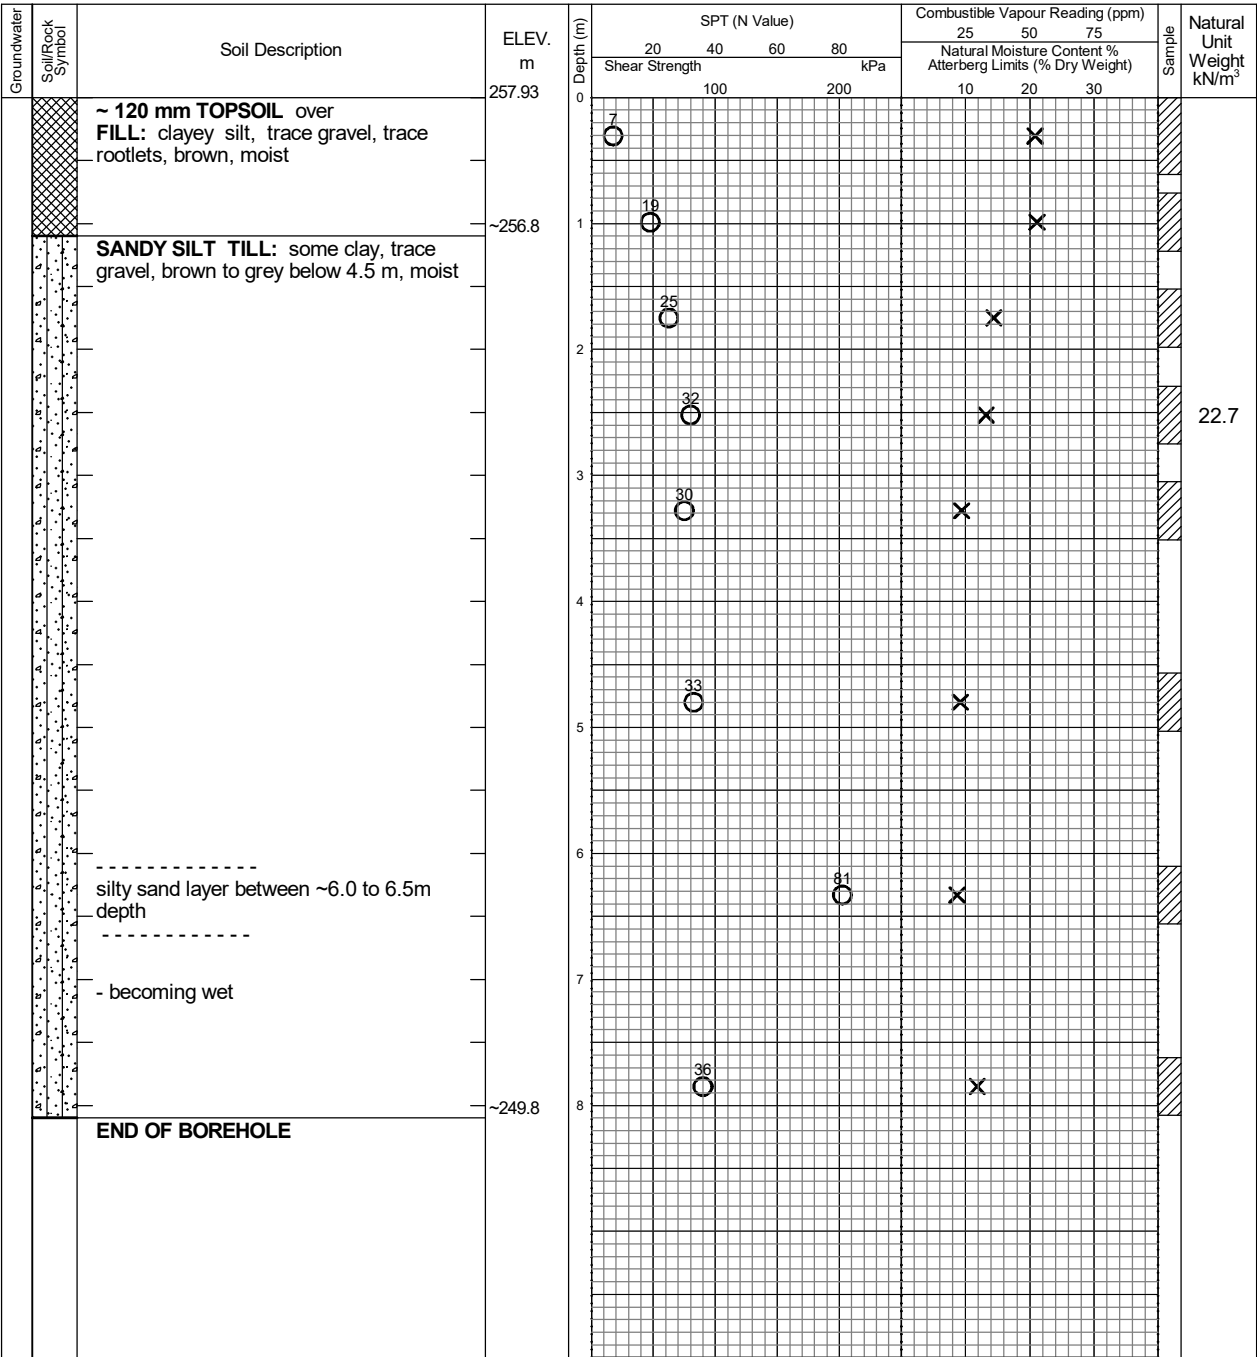 Groundwater
Soil/Rock
Symbol
Soil Description
ELEV.
m
Depth (m)
SPT (N Value)
20 40 60 80
Shear Strength kPa
100 200
Combustible Vapour Reading (ppm)
25 50 75
Natural Moisture Content %
Atterberg Limits (% Dry Weight)
10 20 30
Sample
Natural
Unit
Weight
kN/m³
257.93
0
~ 120 mm TOPSOIL over
FILL: clayey silt, trace gravel, trace
rootlets, brown, moist
7
19
~256.8
1
SANDY SILT TILL: some clay, trace
gravel, brown to grey below 4.5 m, moist
25
2
32
22.7
3
30
4
33
5
6
81
silty sand layer between ~6.0 to 6.5m
depth
7
- becoming wet
36
~249.8
8
END OF BOREHOLE